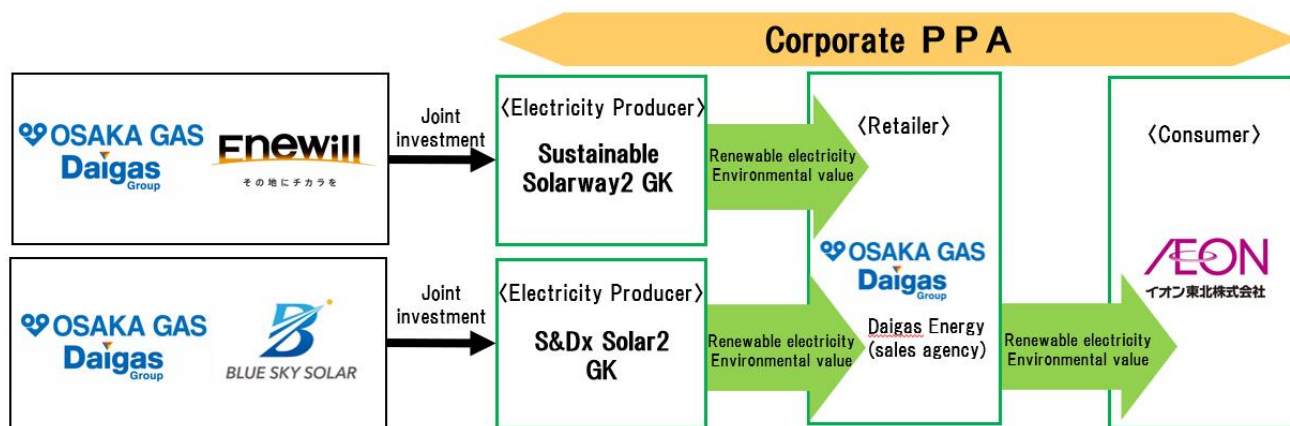 Corporate PPA
OSAKA GAS
Daigas
Group
Enewill
その地にチカラを
Joint
investment
〈Electricity Producer〉
Sustainable
Solarway2 GK
Renewable electricity
Environmental value
〈Retailer〉
〈Consumer〉
OSAKA GAS
Daigas
Group
BLUE SKY SOLAR
Joint
investment
〈Electricity Producer〉
S&Dx Solar2
GK
Renewable electricity
Environmental value
OSAKA GAS
Daigas
Group
Daigas Energy
(sales agency)
Renewable electricity
Environmental value
ÆON
イオン東北株式会社